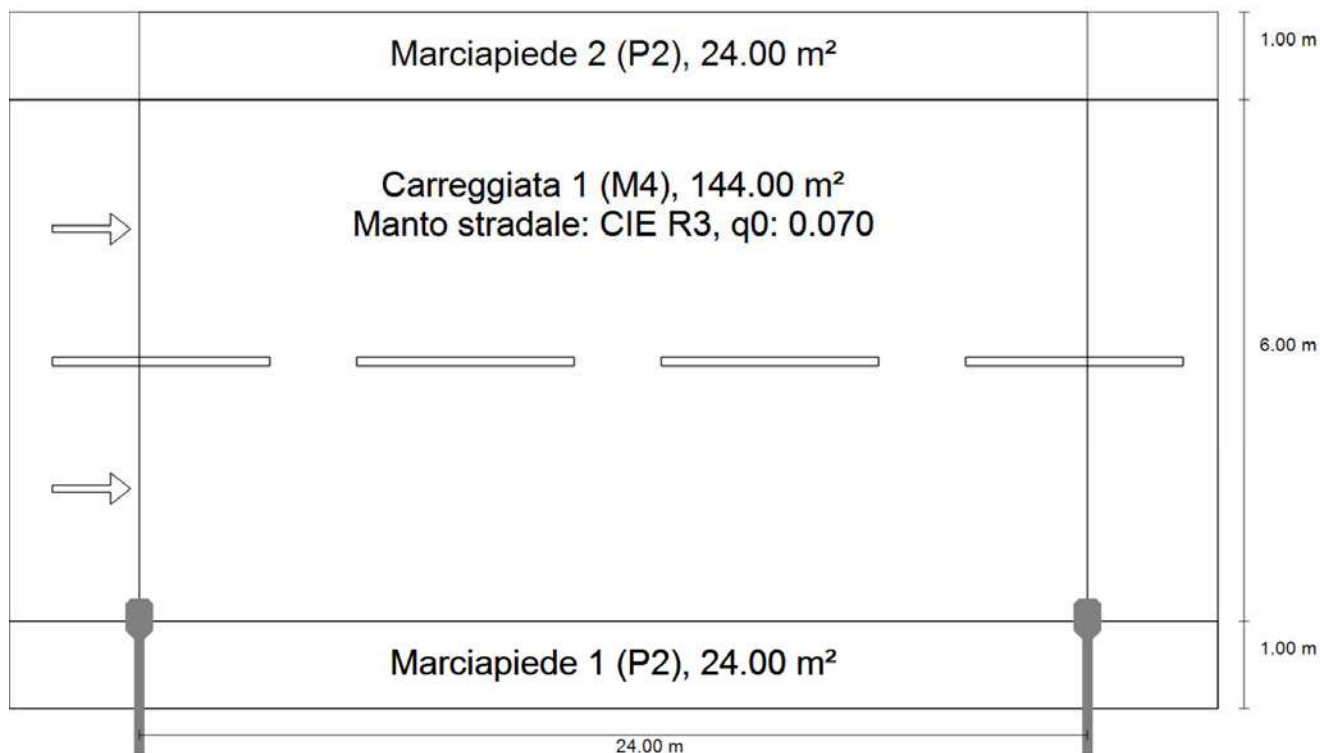 Marciapiede 2 (P2), 24.00 m²
1.00 m
Carreggiata 1 (M4), 144.00 m²
Manto stradale: CIE R3, q0: 0.070
6.00 m
Marciapiede 1 (P2), 24.00 m²
1.00 m
24.00 m